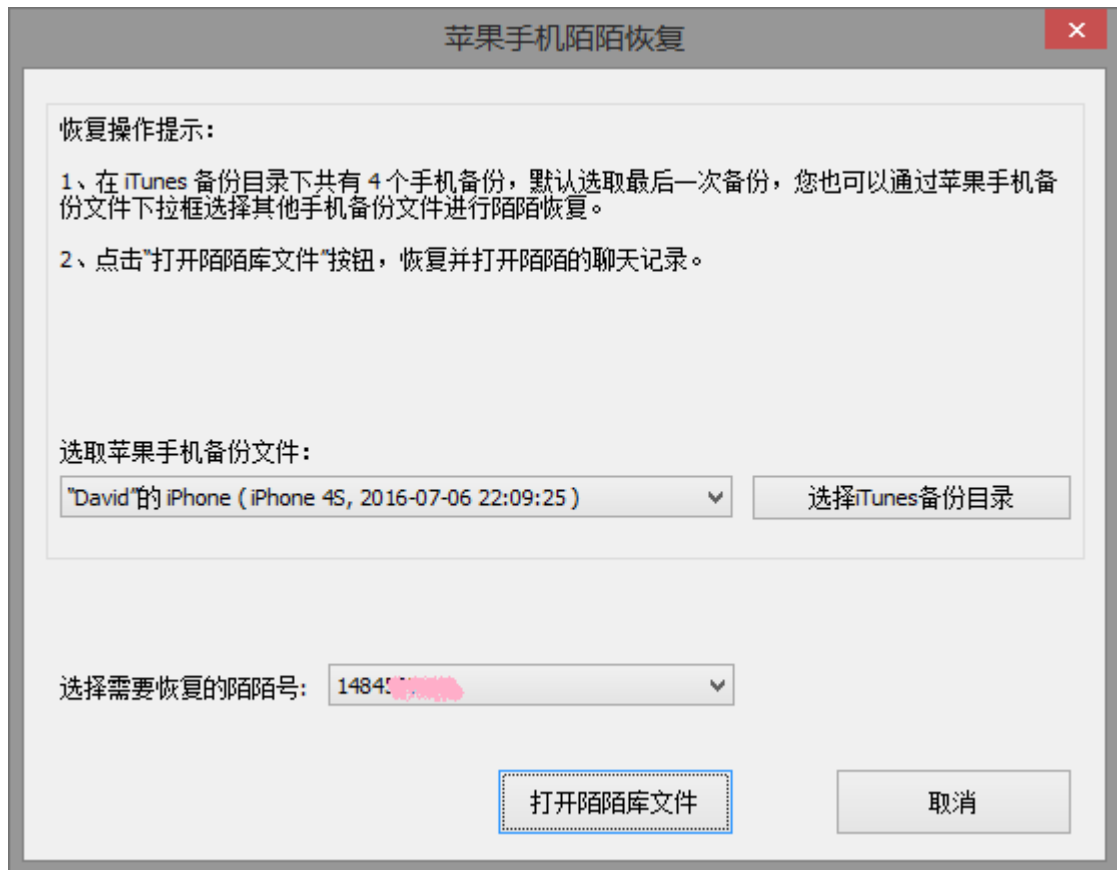 苹果手机陌陌恢复
恢复操作提示：
1、在 iTunes 备份目录下共有 4 个手机备份，默认选取最后一次备份，您也可以通过苹果手机备
份文件下拉框选择其他手机备份文件进行陌陌恢复。
2、点击"打开陌陌库文件"按钮，恢复并打开陌陌的聊天记录。
选取苹果手机备份文件：
"David"的 iPhone ( iPhone 4S, 2016-07-06 22:09:25 )
选择iTunes备份目录
选择需要恢复的陌陌号:
1484
打开陌陌库文件
取消